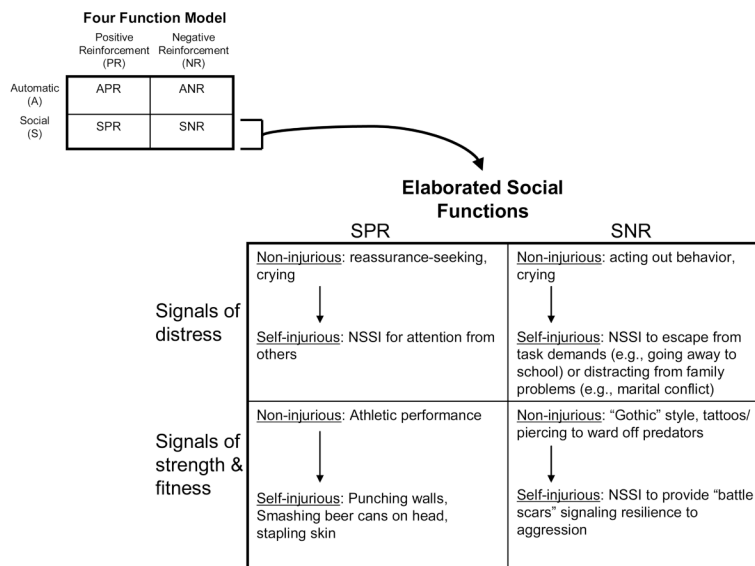 Four Function Model
Positive
Reinforcement
(PR)
Negative
Reinforcement
(NR)
Automatic
(A)
APR
ANR
Social
(S)
SPR
SNR
Elaborated Social
Functions
SPR
SNR
Signals of
distress
Non-injurious: reassurance-seeking,
crying
Self-injurious: NSSI for attention from
others
Non-injurious: acting out behavior,
crying
Self-injurious: NSSI to escape from
task demands (e.g., going away to
school) or distracting from family
problems (e.g., marital conflict)
Signals of
strength &
fitness
Non-injurious: Athletic performance
Self-injurious: Punching walls,
Smashing beer cans on head,
stapling skin
Non-injurious: “Gothic” style, tattoos/
piercing to ward off predators
Self-injurious: NSSI to provide “battle
scars” signaling resilience to
aggression